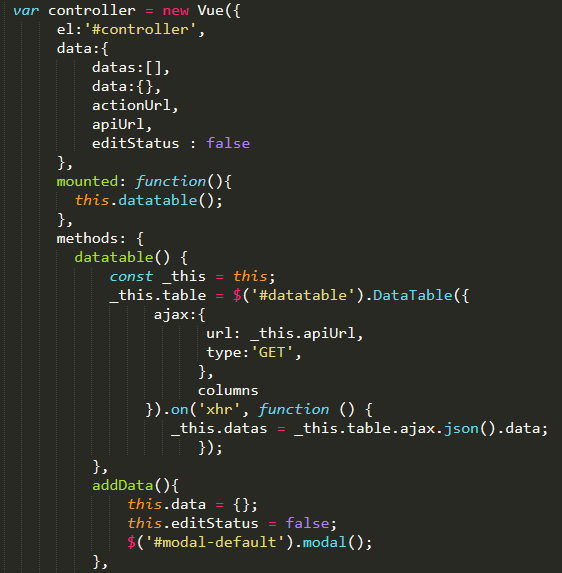 var controller = new Vue({
el:'#controller',
data:{
datas:[],
data:{},
actionUrl,
apiUrl,
editStatus : false
},
mounted: function(){
this.datatable();
},
methods: {
datatable() {
const _this = this;
_this.table = $('#datatable').DataTable({
ajax:{
url: _this.apiUrl,
type:'GET',
},
columns
}).on('xhr', function () {
_this.datas = _this.table.ajax.json().data;
});
},
addData(){
this.data = {};
this.editStatus = false;
$('#modal-default').modal();
},